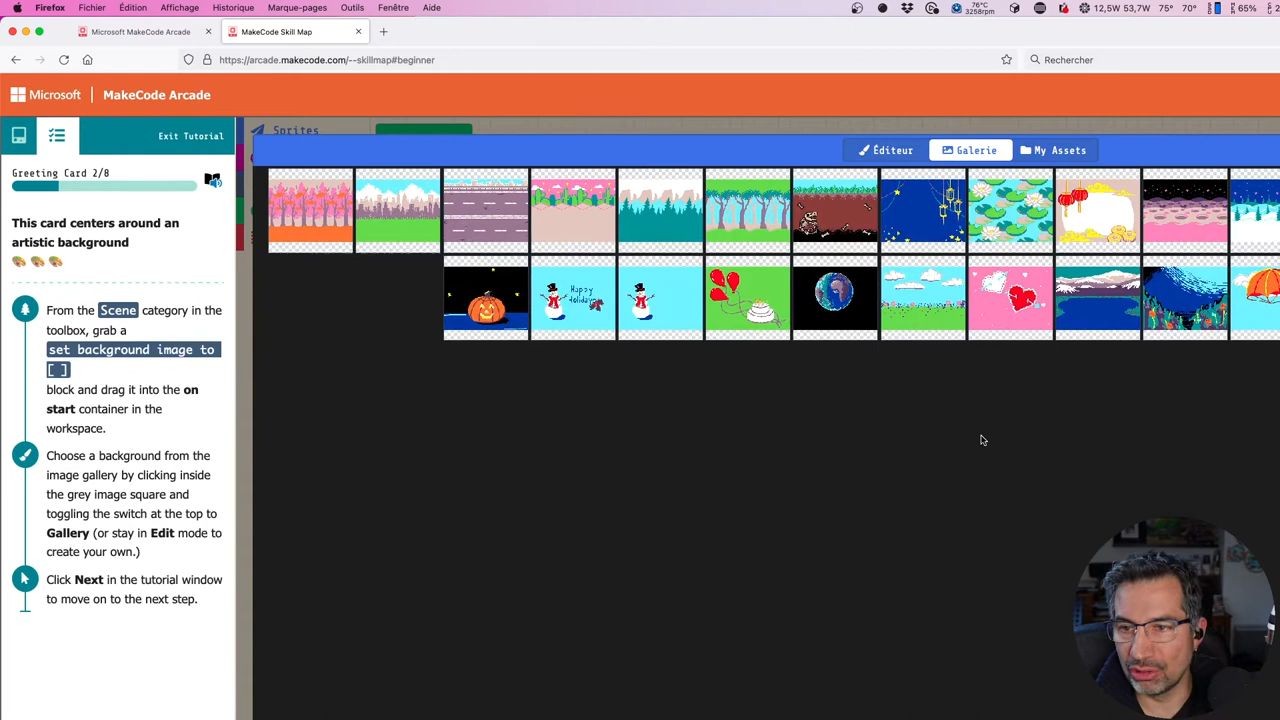 Firefox Fichier Édition Affichage Historique Marque-pages Outils Fenêtre Aide
76°C
3258rpm
12,5W 53,7W 75° 70° 65%
Microsoft MakeCode Arcade
MakeCode Skill Map
https://arcade.makecode.com/--skillmap#beginner
Rechercher
Microsoft
MakeCode Arcade
Exit Tutorial
Sprites
Éditeur
Galerie
My Assets
Greeting Card 2/8
This card centers around an
artistic background
From the Scene category in the
toolbox, grab a
set background image to
[ ]
block and drag it into the on
start container in the
workspace.
Choose a background from the
image gallery by clicking inside
the grey image square and
toggling the switch at the top to
Gallery (or stay in Edit mode to
create your own.)
Click Next in the tutorial window
to move on to the next step.
Happy
Holidays